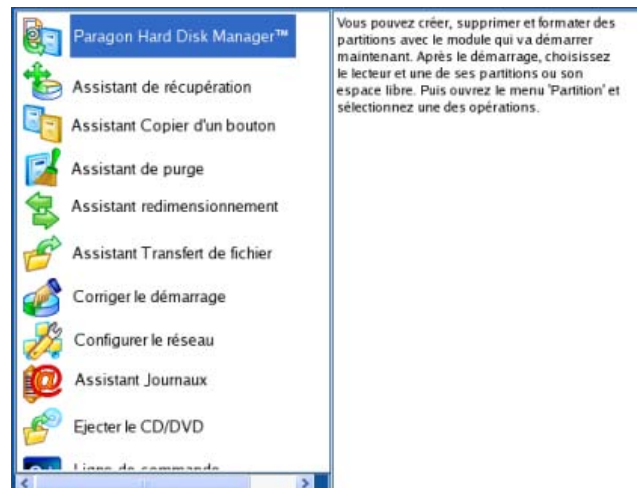 Paragon Hard Disk Manager™
Assistant de récupération
Assistant Copier d'un bouton
Assistant de purge
Assistant redimensionnement
Assistant Transfert de fichier
Corriger le démarrage
Configurer le réseau
Assistant Journaux
Ejecter le CD/DVD
Ligne de commande
Vous pouvez créer, supprimer et formater des
partitions avec le module qui va démarrer
maintenant. Après le démarrage, choisissez
le lecteur et une de ses partitions ou son
espace libre. Puis ouvrez le menu 'Partition' et
sélectionnez une des opérations.